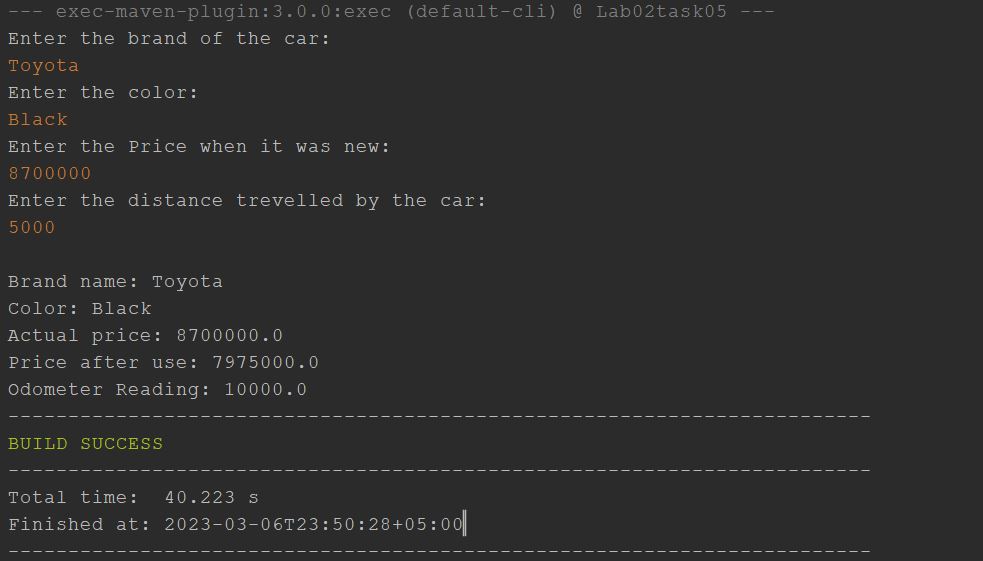 --- exec-maven-plugin:3.0.0:exec (default-cli) @ Lab02task05 ---
Enter the brand of the car:
Toyota
Enter the color:
Black
Enter the Price when it was new:
8700000
Enter the distance trevelled by the car:
5000
Brand name: Toyota
Color: Black
Actual price: 8700000.0
Price after use: 7975000.0
Odometer Reading: 10000.0
------------------------------------------------------------------------
BUILD SUCCESS
------------------------------------------------------------------------
Total time:  40.223 s
Finished at: 2023-03-06T23:50:28+05:00
------------------------------------------------------------------------